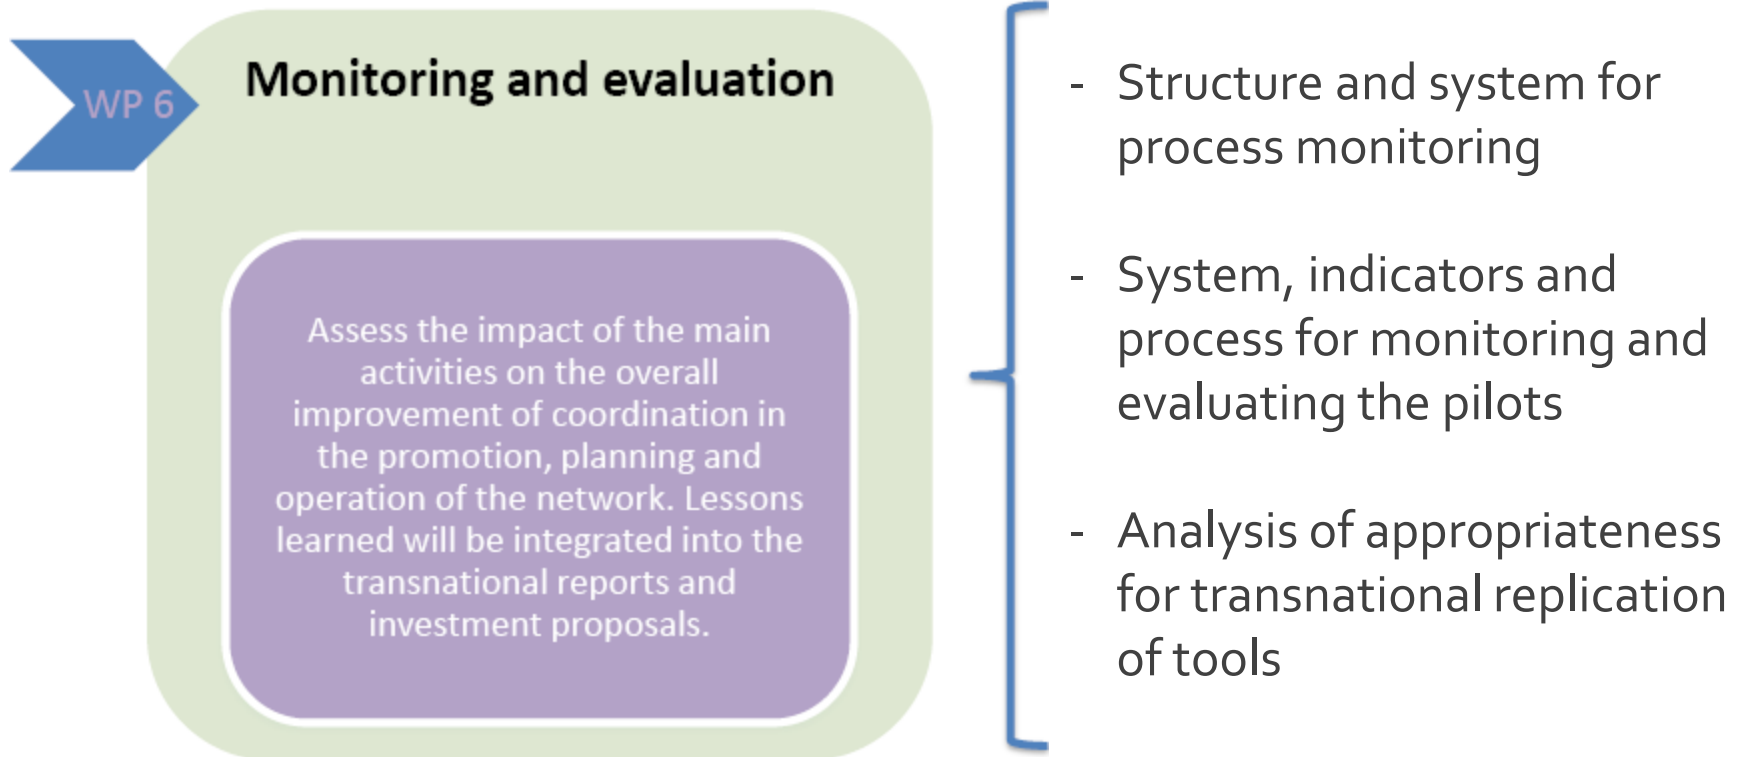 WP 6
Monitoring and evaluation
Assess the impact of the main
activities on the overall
improvement of coordination in
the promotion, planning and
operation of the network. Lessons
learned will be integrated into the
transnational reports and
investment proposals.
- Structure and system for
process monitoring
- System, indicators and
process for monitoring and
evaluating the pilots
- Analysis of appropriateness
for transnational replication
of tools